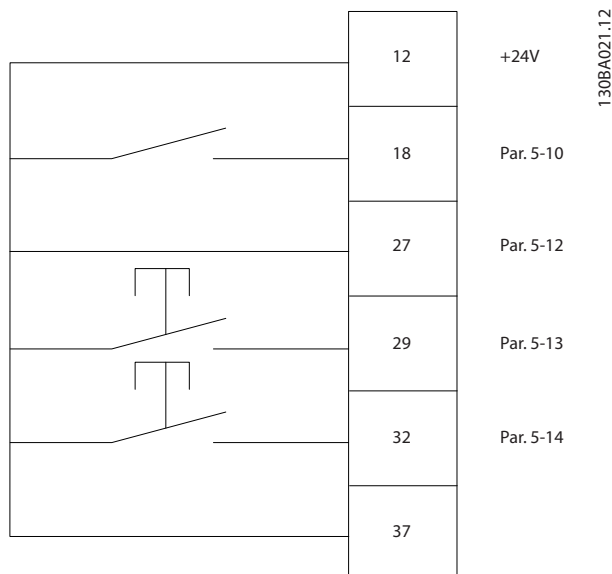 12 +24V
18 Par. 5-10
27 Par. 5-12
29 Par. 5-13
32 Par. 5-14
37
130BA021.12